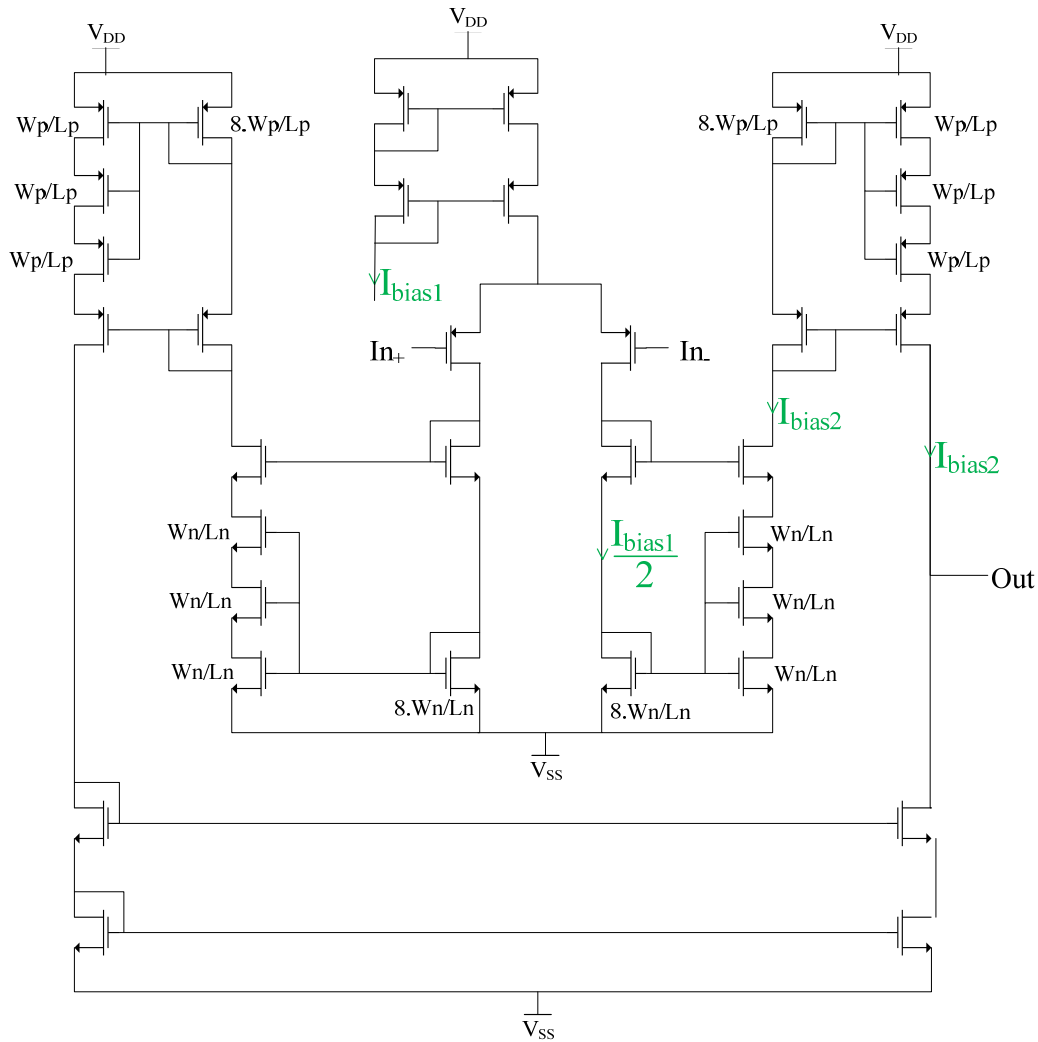 VDD
VDD
VDD
Wp/Lp
8.Wp/Lp
8.Wp/Lp
Wp/Lp
Wp/Lp
Wp/Lp
Wp/Lp
Wp/Lp
Ibias1
In+
In-
Ibias2
Ibias2
Wn/Ln
Ibias1
2
Wn/Ln
Out
Wn/Ln
Wn/Ln
Wn/Ln
Wn/Ln
8.Wn/Ln
8.Wn/Ln
VSS
VSS